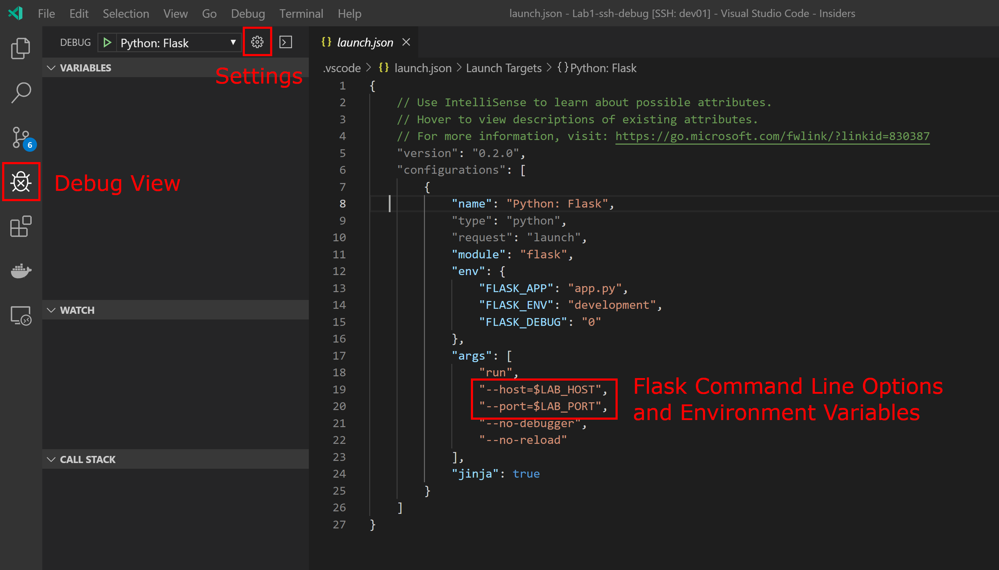 File Edit Selection View Go Debug Terminal Help
launch.json - Lab1-ssh-debug [SSH: dev01] - Visual Studio Code - Insiders
DEBUG Python: Flask
Settings
VARIABLES
6
Debug View
WATCH
CALL STACK
{} launch.json
.vscode > {} launch.json > Launch Targets > {} Python: Flask
1 {
2 // Use IntelliSense to learn about possible attributes.
3 // Hover to view descriptions of existing attributes.
4 // For more information, visit: https://go.microsoft.com/fwlink/?linkid=830387
5 "version": "0.2.0",
6 "configurations": [
7 {
8 "name": "Python: Flask",
9 "type": "python",
10 "request": "launch",
11 "module": "flask",
12 "env": {
13 "FLASK_APP": "app.py",
14 "FLASK_ENV": "development",
15 "FLASK_DEBUG": "0"
16 },
17 "args": [
18 "run",
19 "--host=$LAB_HOST",
20 "--port=$LAB_PORT",
21 "--no-debugger",
22 "--no-reload"
23 ],
24 "jinja": true
25 }
26 ]
27 }
Flask Command Line Options
and Environment Variables